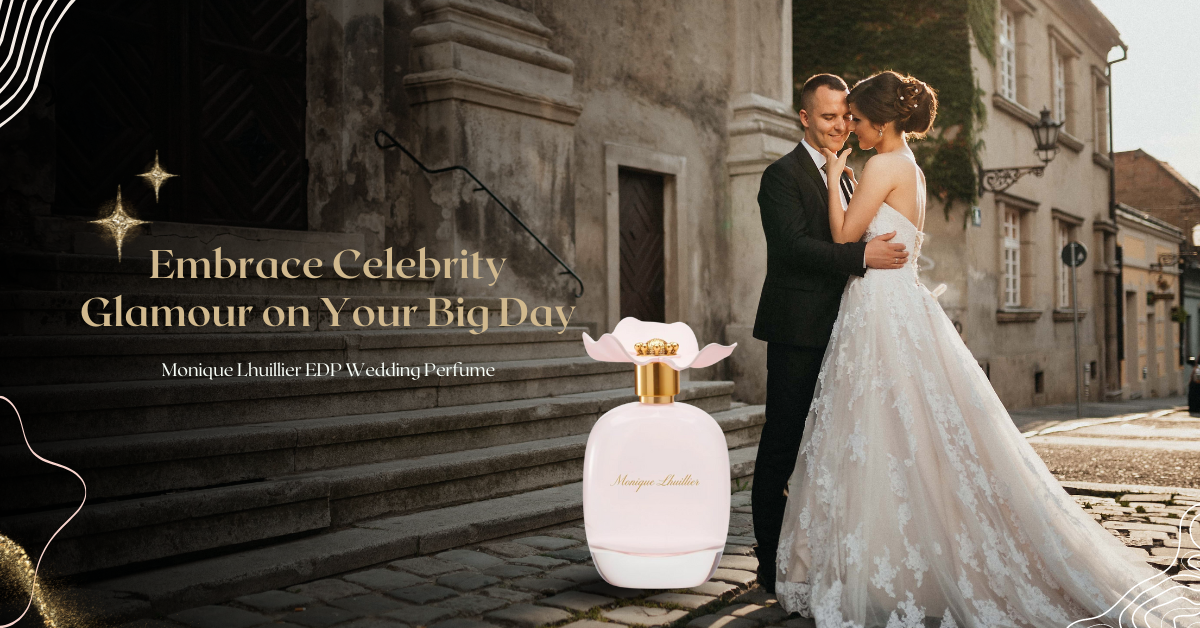 Embrace Celebrity
Glamour on Your Big Day
Monique Lhuillier EDP Wedding Perfume
Monique Lhuillier